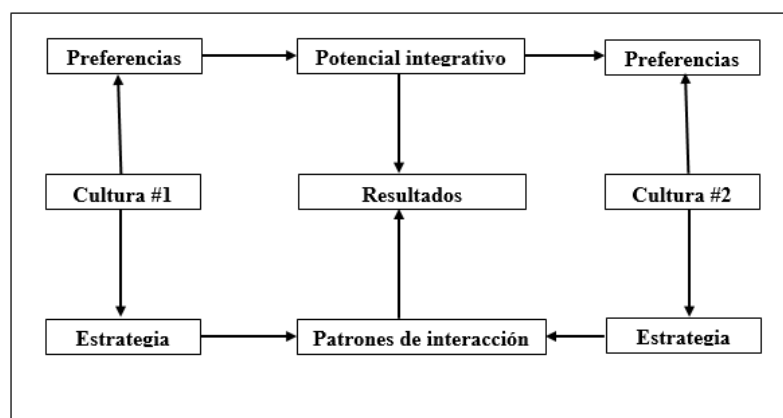 Preferencias
Potencial integrativo
Preferencias
Cultura #1
Resultados
Cultura #2
Estrategia
Patrones de interacción
Estrategia